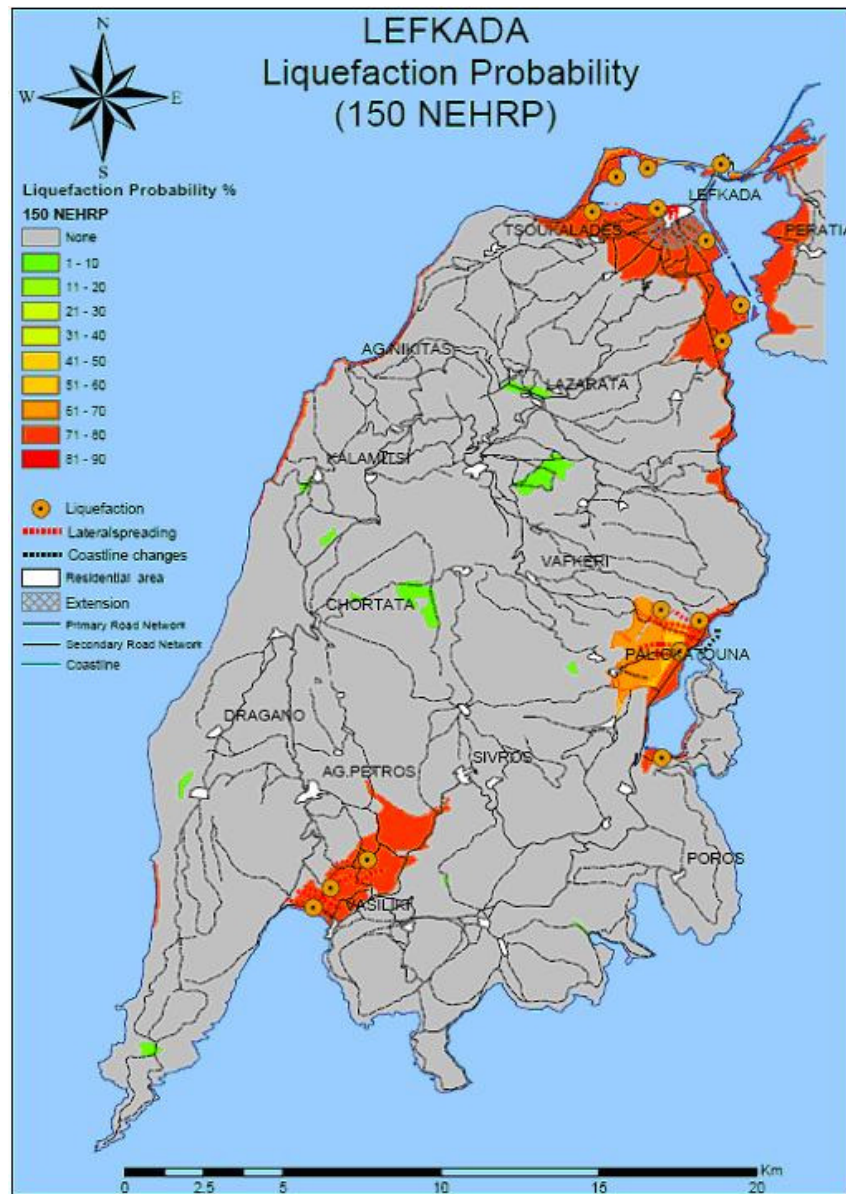 LEFKADA
Liquefaction Probability
(150 NEHRP)
N
W
E
S
Liquefaction Probability %
150 NEHRP
None
1 - 10
11 - 20
21 - 30
31 - 40
41 - 50
51 - 60
61 - 70
71 - 80
81 - 90
Liquefaction
Lateralspreading
Coastline changes
Residential area
Extension
Primary Road Network
Secondary Road Network
Coastline
LEFKADA
TSOUKALADES
PERATIA
AG.NIKITAS
LAZARATA
KALAMITSI
VAFKERI
CHORTATA
PALIOKATOUNA
DRAGANO
SIVROS
AG.PETROS
POROS
VASILIKI
Km
0 2.5 5 10 15 20